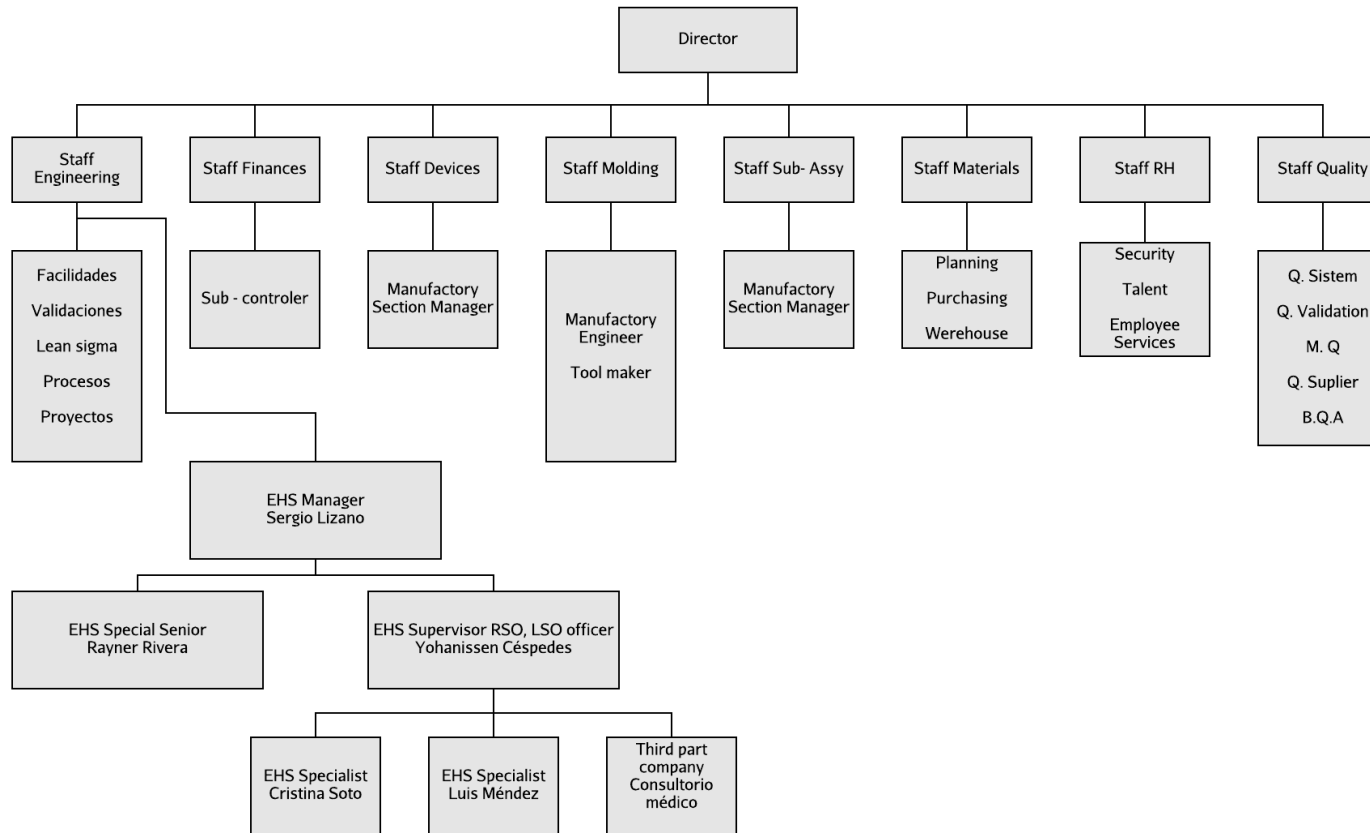 Director
Staff
Engineering
Staff Finances
Staff Devices
Staff Molding
Staff Sub- Assy
Staff Materials
Staff RH
Staff Quality
Facilidades
Validaciones
Lean sigma
Procesos
Proyectos
Sub - controler
Manufactory
Section Manager
Manufactory
Engineer
Tool maker
Manufactory
Section Manager
Planning
Purchasing
Werehouse
Security
Talent
Employee
Services
Q. Sistem
Q. Validation
M. Q
Q. Suplier
B.Q.A
EHS Manager
Sergio Lizano
EHS Special Senior
Rayner Rivera
EHS Supervisor RSO, LSO officer
Yohanissen Céspedes
EHS Specialist
Cristina Soto
EHS Specialist
Luis Méndez
Third part
company
Consultorio
médico